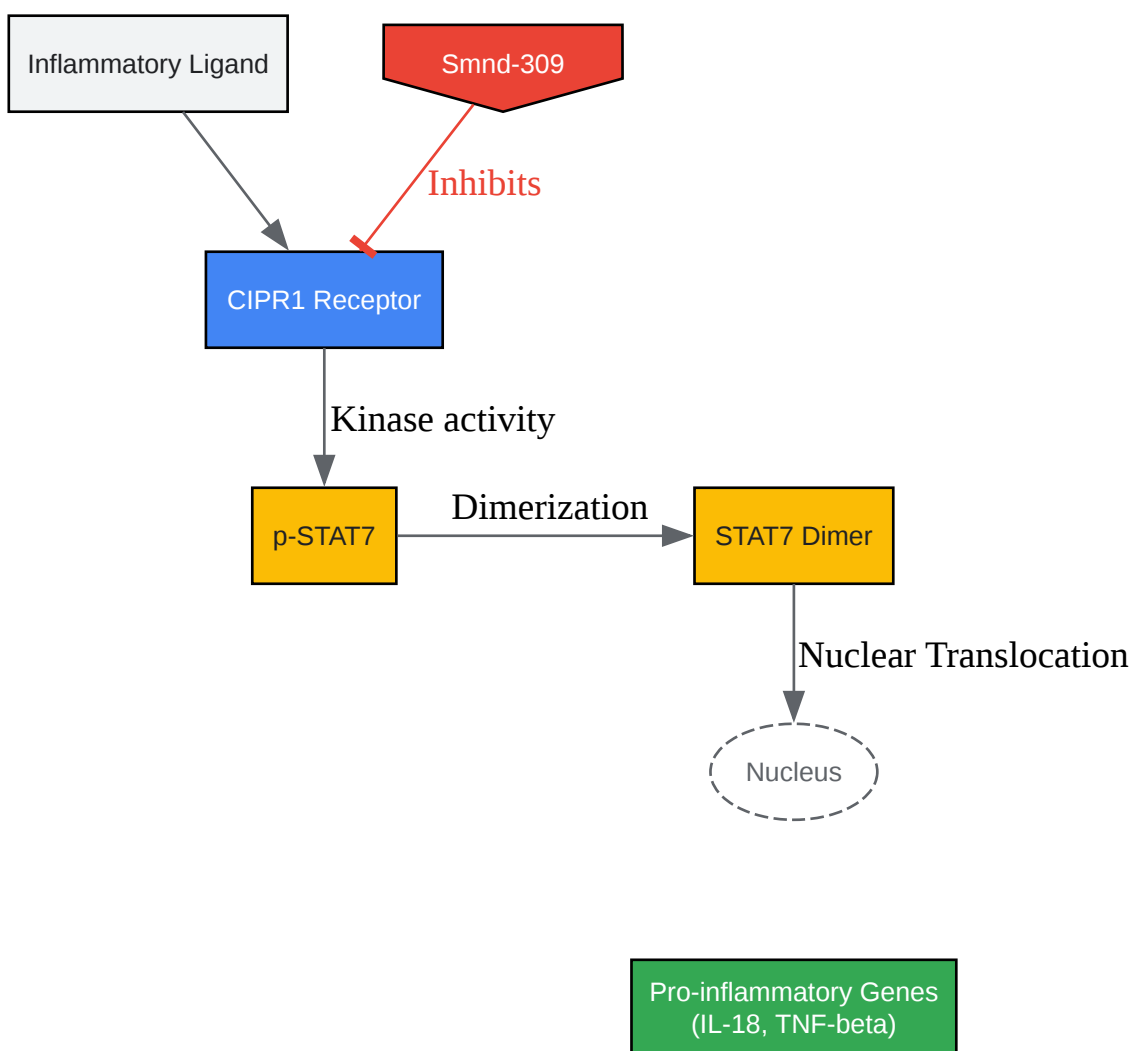 Inflammatory Ligand
Smnd-309
Inhibits
CIPR1 Receptor
Kinase activity
p-STAT7
Dimerization
STAT7 Dimer
Nuclear Translocation
Nucleus
Pro-inflammatory Genes
(IL-18, TNF-beta)